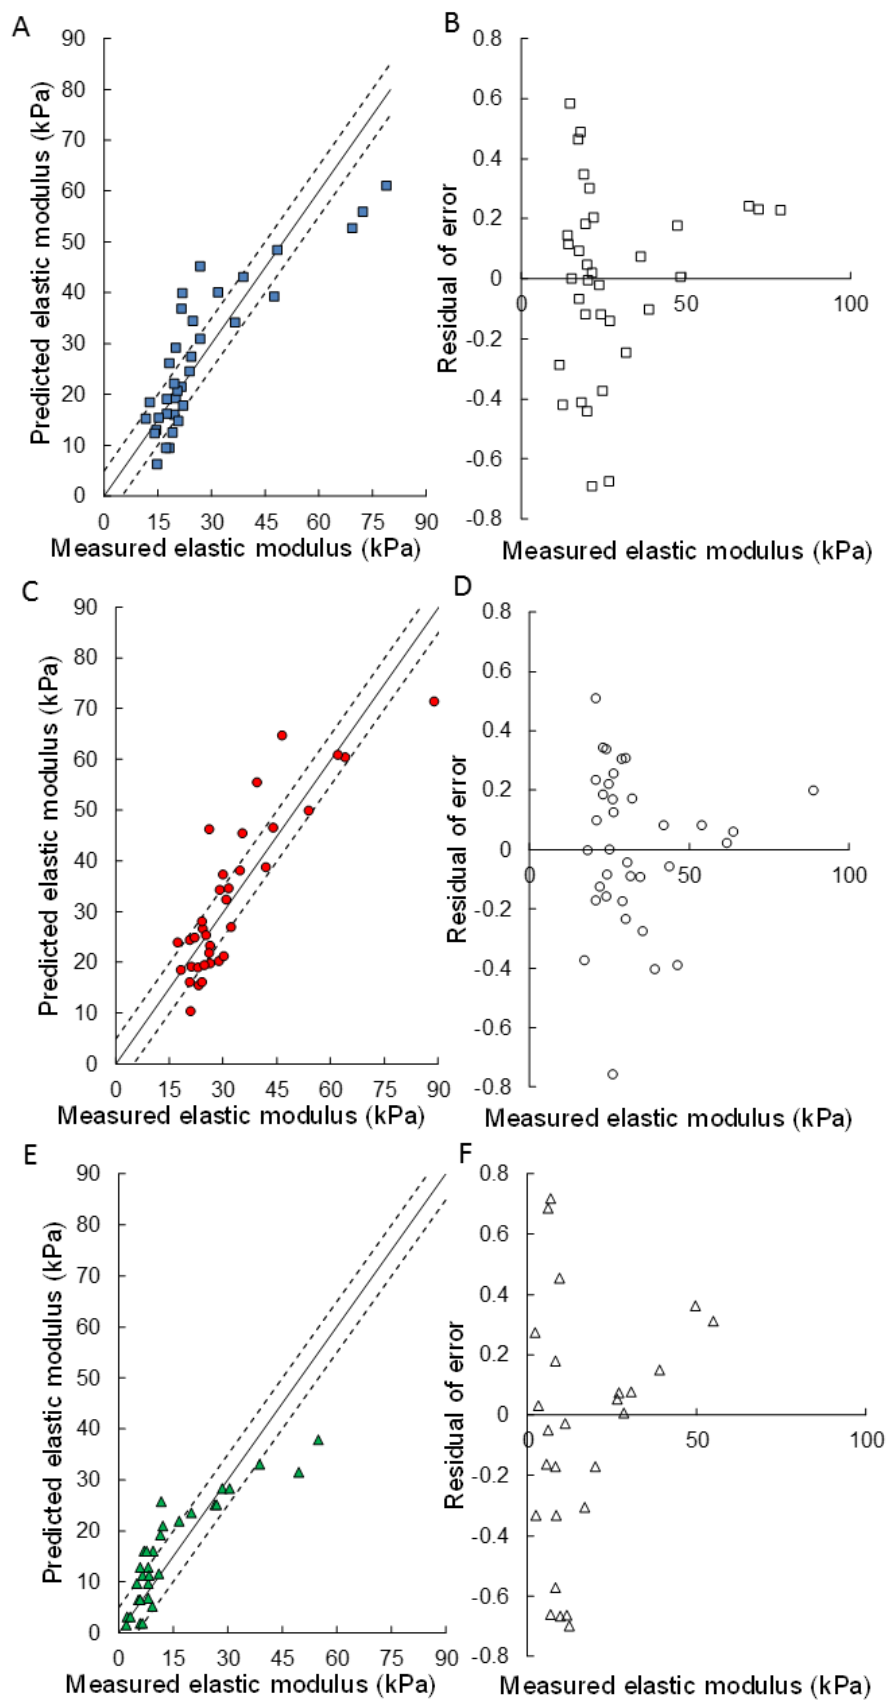 A
90
80
70
60
50
40
30
20
10
0
0 15 30 45 60 75 90
Predicted elastic modulus (kPa)
Measured elastic modulus (kPa)
B
0.8
0.6
0.4
0.2
0
-0.2
-0.4
-0.6
-0.8
0 50 100
Residual of error
Measured elastic modulus (kPa)
C
90
80
70
60
50
40
30
20
10
0
0 15 30 45 60 75 90
Predicted elastic modulus (kPa)
Measured elastic modulus (kPa)
D
0.8
0.6
0.4
0.2
0
-0.2
-0.4
-0.6
-0.8
0 50 100
Residual of error
Measured elastic modulus (kPa)
E
90
80
70
60
50
40
30
20
10
0
0 15 30 45 60 75 90
Predicted elastic modulus (kPa)
Measured elastic modulus (kPa)
F
0.8
0.6
0.4
0.2
0
-0.2
-0.4
-0.6
-0.8
0 50 100
Residual of error
Measured elastic modulus (kPa)